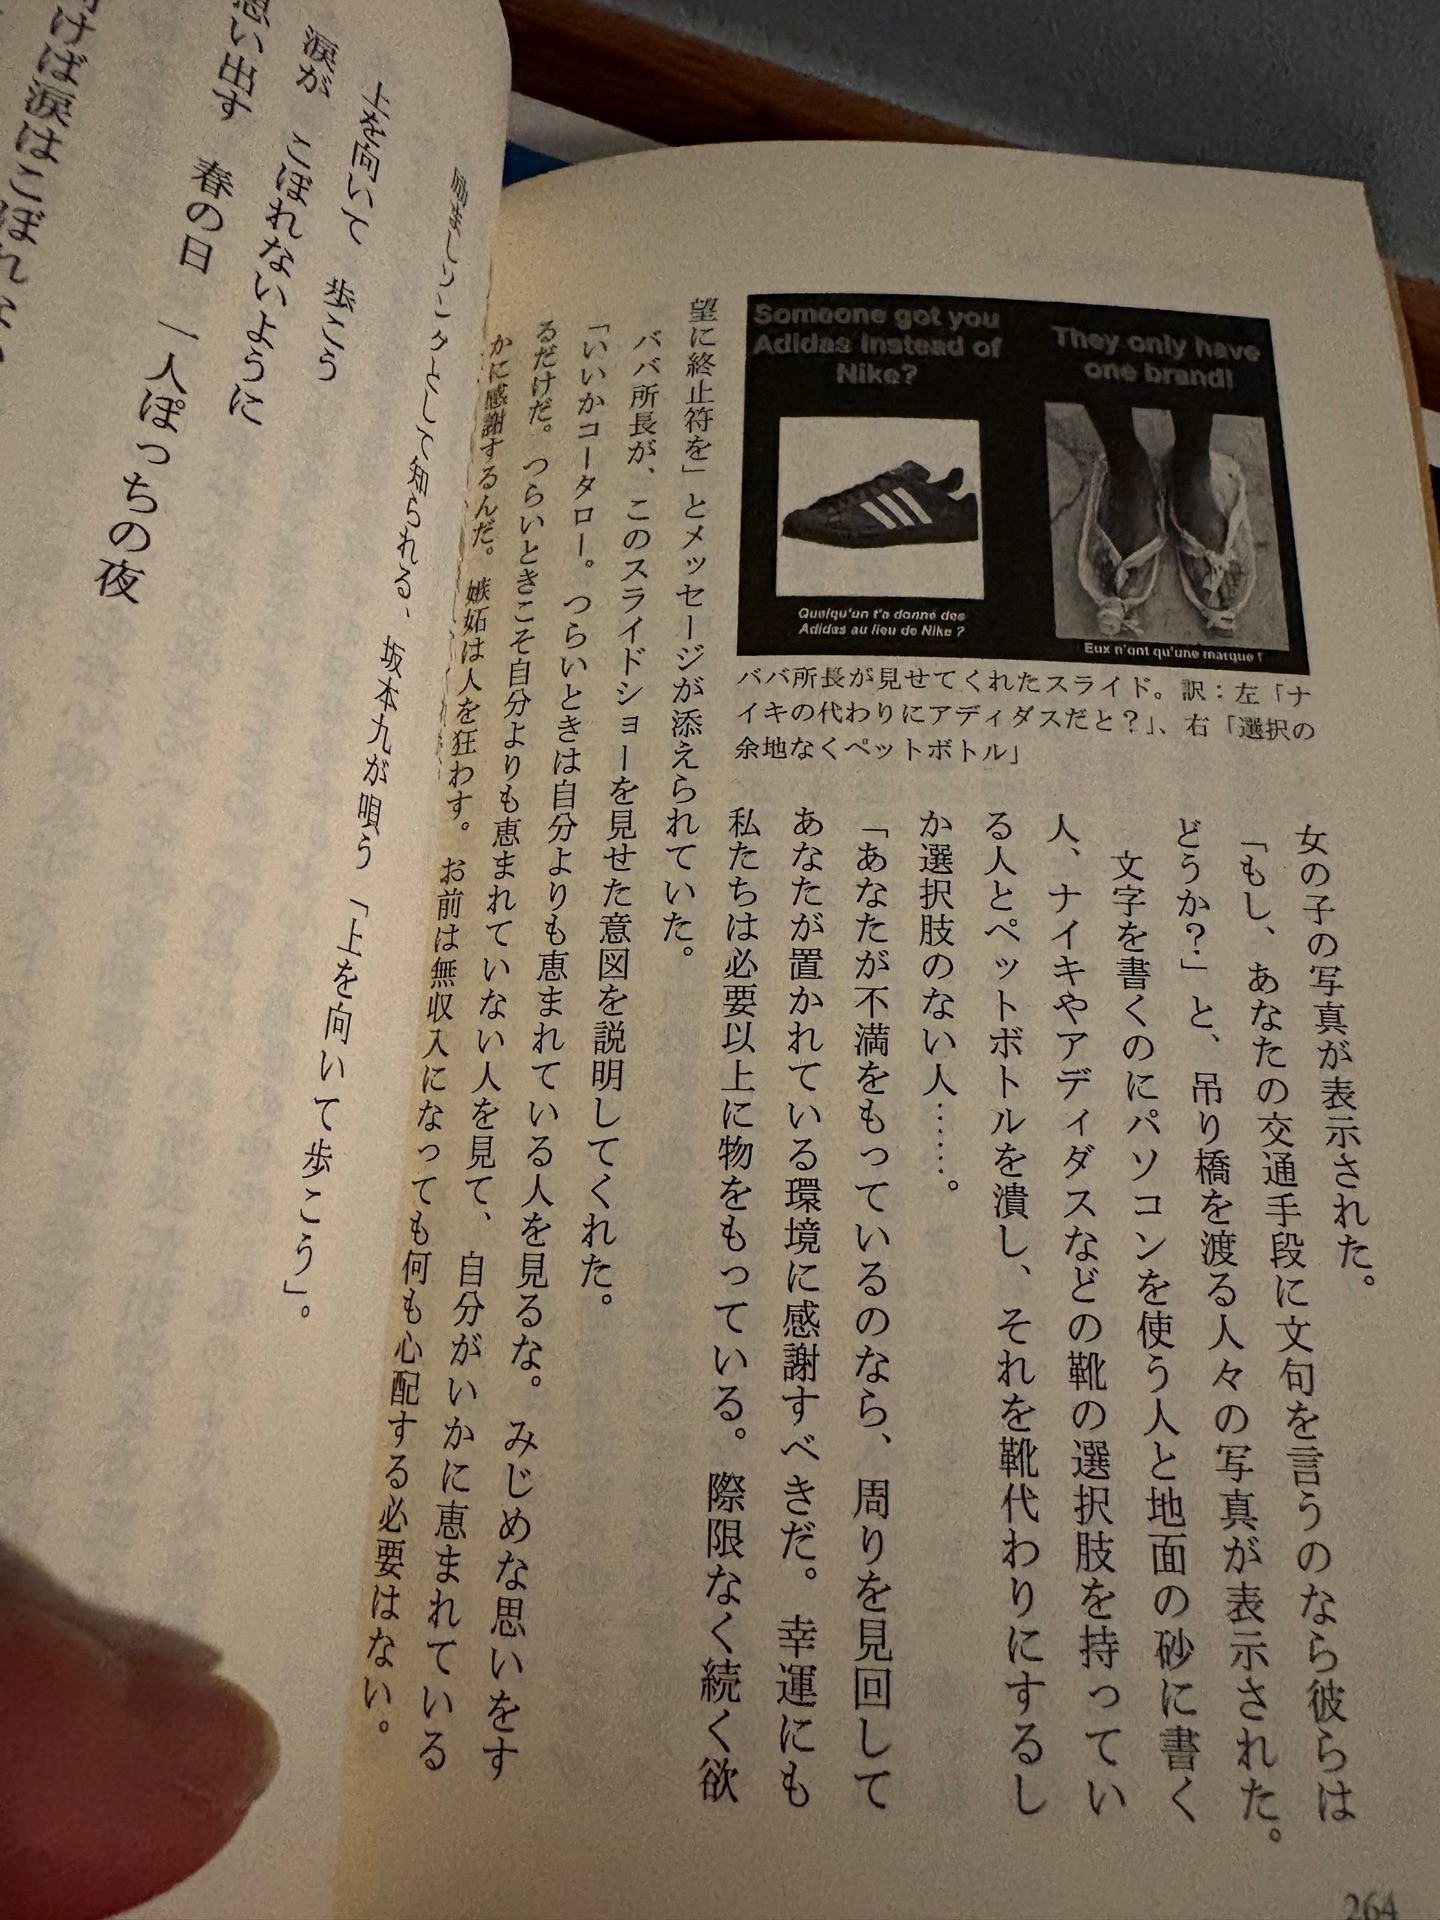 女の子の写真が表示された。
「もし、あなたの交通手段に文句を言うのなら彼らは
どうか?」と、吊り橋を渡る人々の写真が表示された。
文字を書くのにパソコンを使う人と地面の砂に書く
人、ナイキやアディダスなどの靴の選択肢を持ってい
る人とペットボトルを潰し、それを靴代わりにするし
か選択肢のない人……。
「あなたが不満をもっているのなら、周りを見回して
あなたが置かれている環境に感謝すべきだ。幸運にも
私たちは必要以上に物をもっている。際限なく続く欲
Someone got you
Adidas instead of
Nike?
They only have
one brand!
Quelqu'un t'a donné des
Adidas au lieu de Nike ?
Eux n'ont qu'une marque !
ババ所長が見せてくれたスライド。訳:左「ナ
イキの代わりにアディダスだと?」、右「選択の
余地なくペットボトル」
望に終止符を」とメッセージが添えられていた。
ババ所長が、このスライドショーを見せた意図を説明してくれた。
「いいかコータロー。つらいときは自分よりも恵まれている人を見るな。みじめな思いをす
るだけだ。つらいときこそ自分よりも恵まれていない人を見て、自分がいかに恵まれている
かに感謝するんだ。嫉妬は人を狂わす。お前は無収入になっても何も心配する必要はない。
264
として知られる、坂本九が唄う「上を向いて歩こう」。
上を向いて 歩こう
涙が こぼれないように
思い出す 春の日 一人ぽっちの夜
けば涙はこぼれ